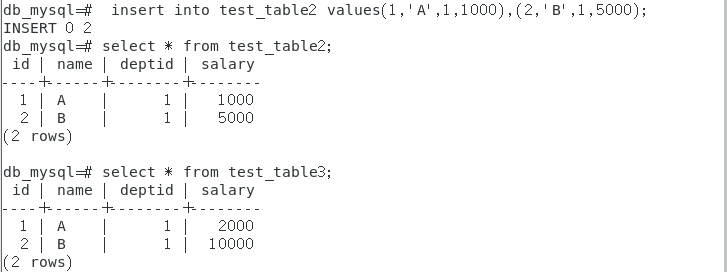 db_mysql=#  insert into test_table2 values(1,'A',1,1000),(2,'B',1,5000);
INSERT 0 2
db_mysql=# select * from test_table2;
 id | name | deptid | salary
----+------+--------+--------
  1 | A    |      1 |   1000
  2 | B    |      1 |   5000
(2 rows)

db_mysql=# select * from test_table3;
 id | name | deptid | salary
----+------+--------+--------
  1 | A    |      1 |   2000
  2 | B    |      1 |  10000
(2 rows)